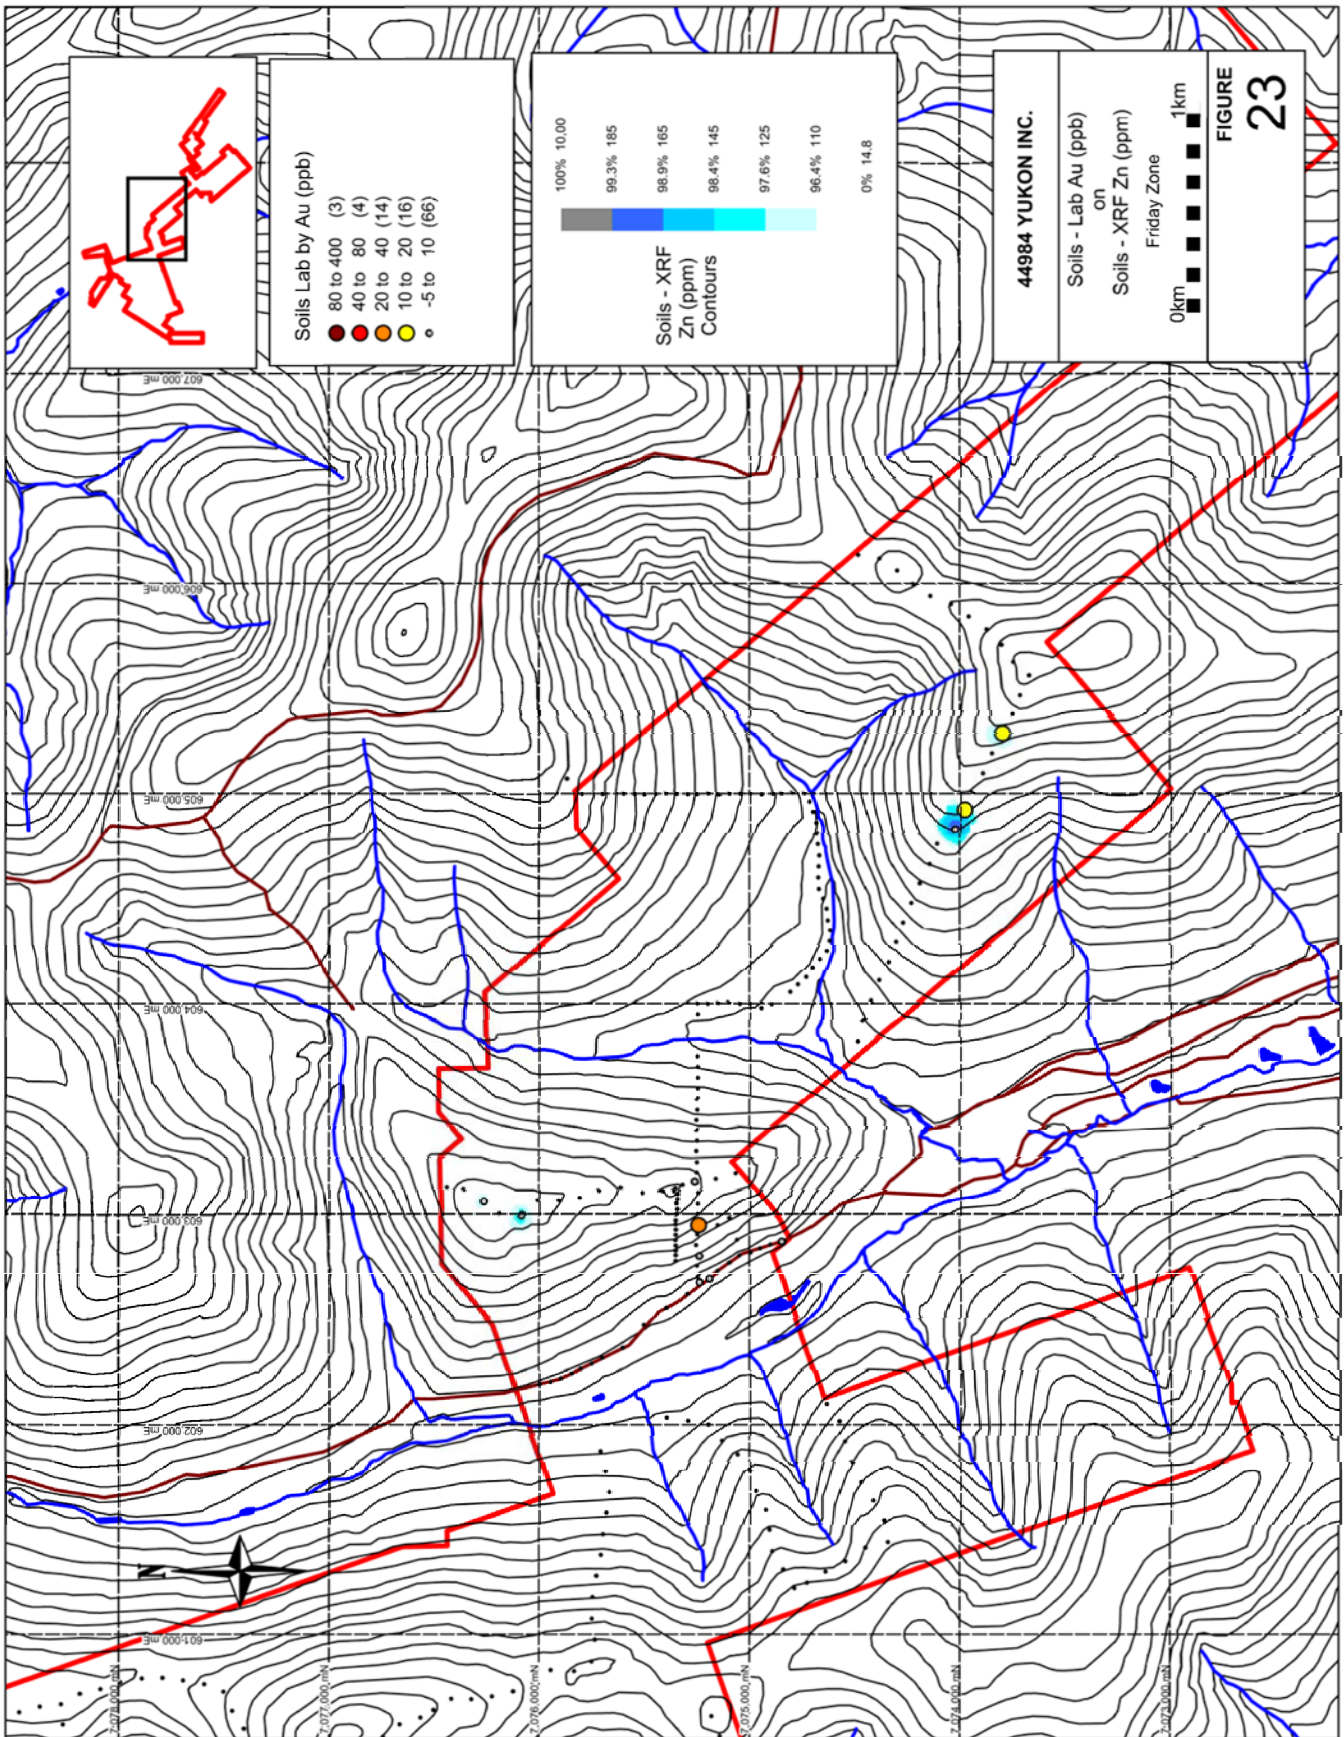 Soils Lab by Au (ppb)
80 to 400 (3)
40 to 80 (4)
20 to 40 (14)
10 to 20 (16)
-5 to 10 (66)
Soils - XRF
Zn (ppm)
Contours
100% 10,00
99.3% 185
98.9% 165
98.4% 145
97.6% 125
96.4% 110
0% 14.8
44984 YUKON INC.
Soils - Lab Au (ppb)
on
Soils - XRF Zn (ppm)
Friday Zone
0km 1km
FIGURE
23
N
601,000 mE
602,000 mE
603,000 mE
604,000 mE
605,000 mE
606,000 mE
607,000 mE
7,078,000 mN
7,077,000 mN
7,076,000 mN
7,075,000 mN
7,074,000 mN
7,073,000 mN